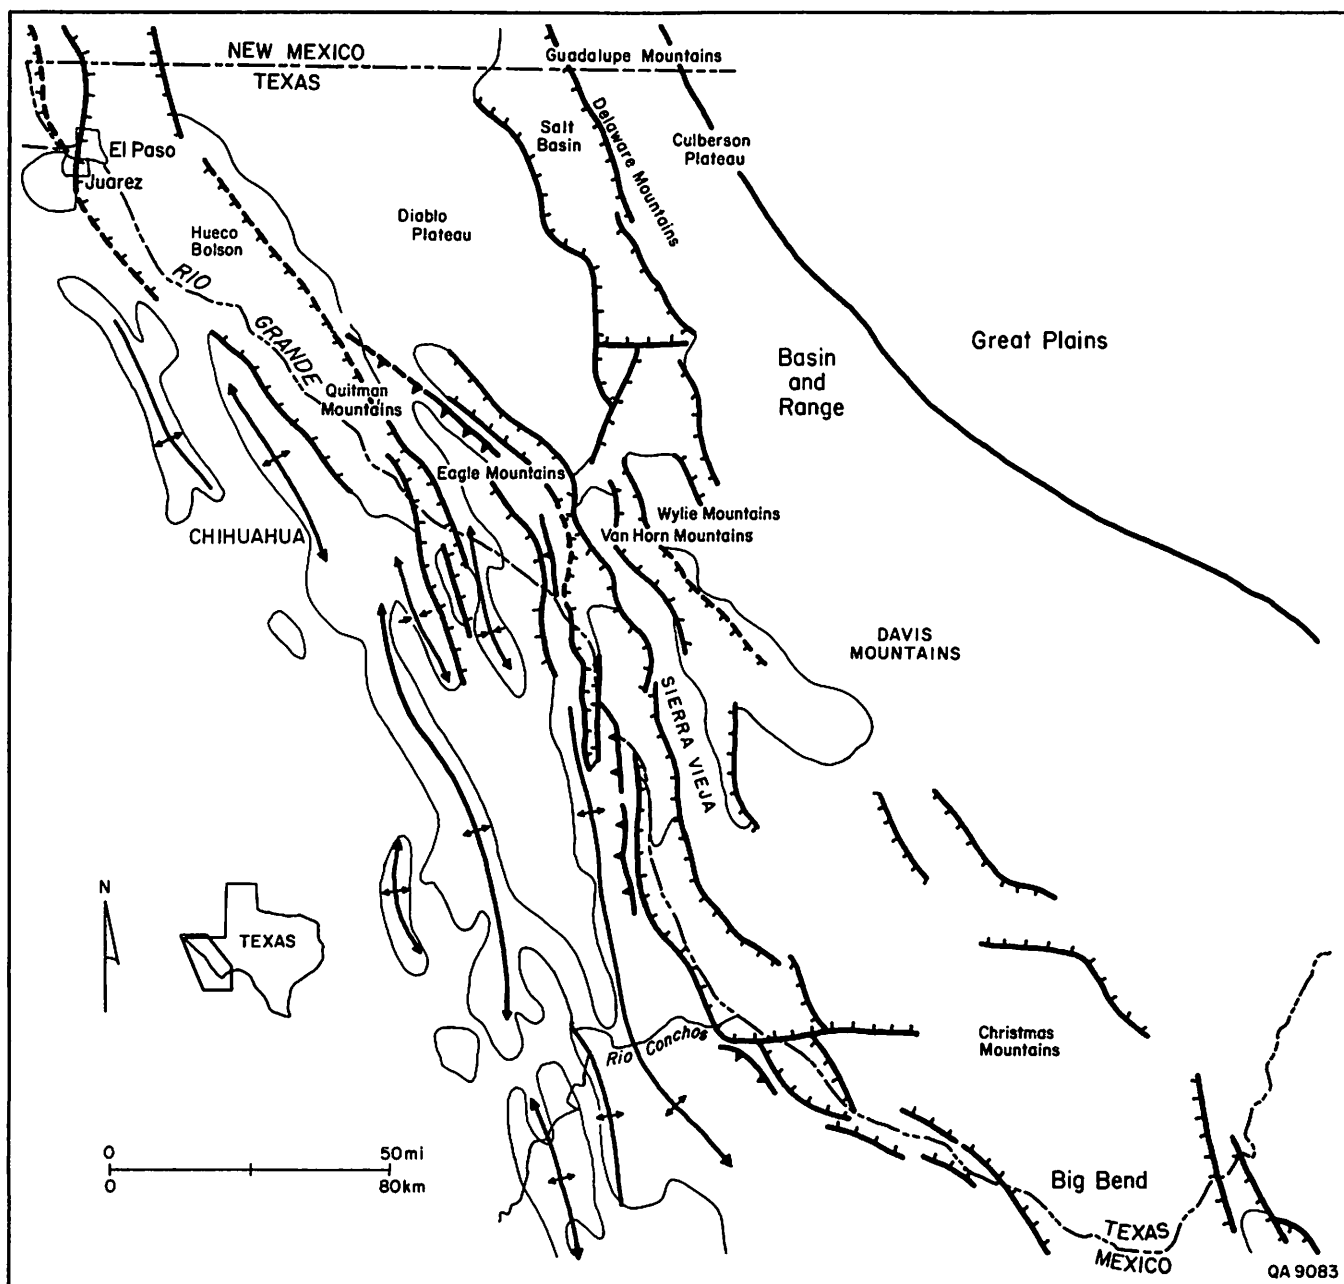 NEW MEXICO
TEXAS
Guadalupe Mountains
Salt
Basin
Delaware Mountains
Culberson
Plateau
El Paso
Juarez
Hueco
Bolson
Diablo
Plateau
RIO
GRANDE
Great Plains
Basin
and
Range
Quitman
Mountains
Eagle Mountains
Wylie Mountains
Van Horn Mountains
CHIHUAHUA
DAVIS
MOUNTAINS
SIERRA VIEJA
N
TEXAS
Rio Conchos
Christmas
Mountains
0 50mi
0 80km
Big Bend
TEXAS
MEXICO
QA 9083